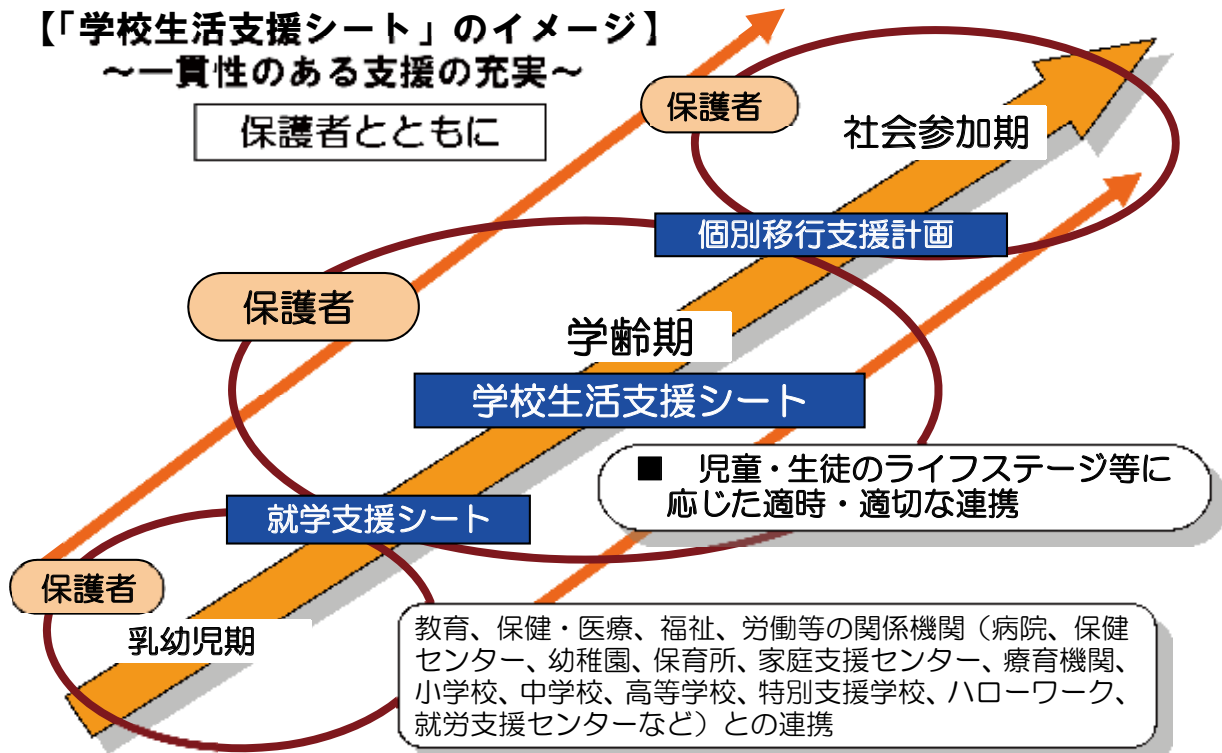 【「学校生活支援シート」のイメージ】
～一貫性のある支援の充実～
保護者とともに
保護者
社会参加期
個別移行支援計画
保護者
学齢期
学校生活支援シート
■　児童・生徒のライフステージ等に
応じた適時・適切な連携
就学支援シート
保護者
乳幼児期
教育、保健・医療、福祉、労働等の関係機関（病院、保健
センター、幼稚園、保育所、家庭支援センター、療育機関、
小学校、中学校、高等学校、特別支援学校、ハローワーク、
就労支援センターなど）との連携